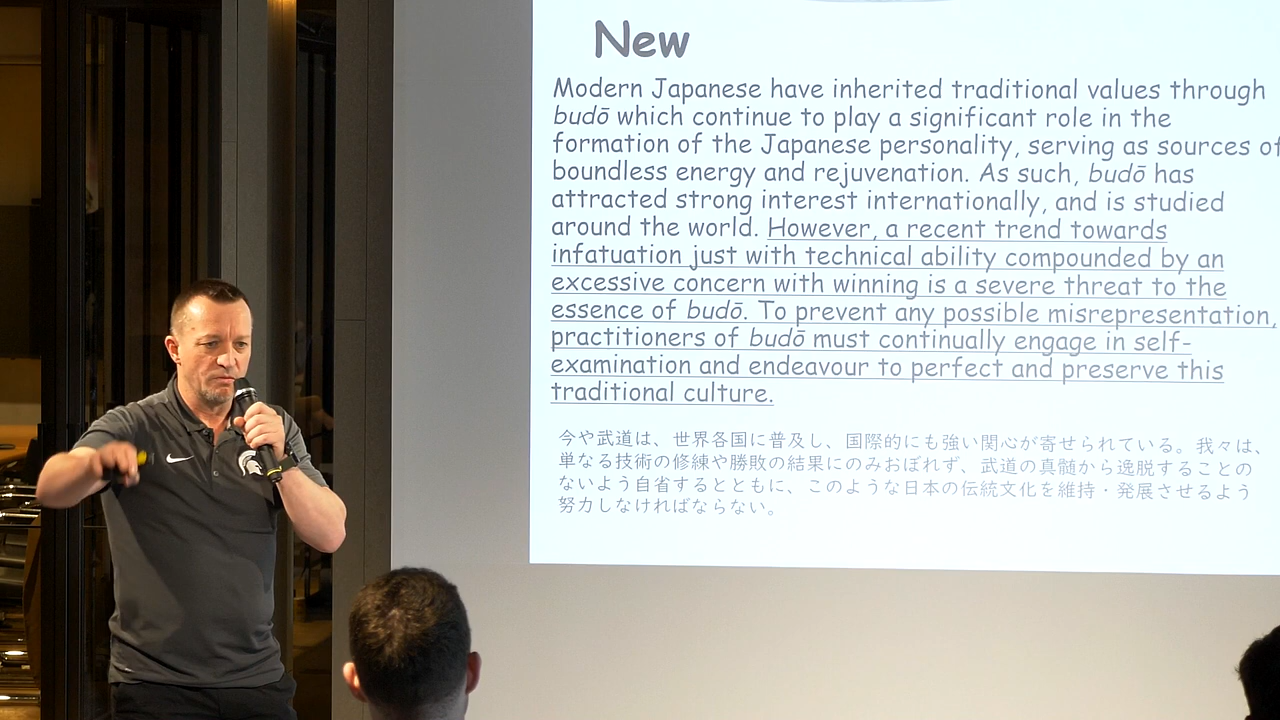 New
Modern Japanese have inherited traditional values through
budō which continue to play a significant role in the
formation of the Japanese personality, serving as sources of
boundless energy and rejuvenation. As such, budō has
attracted strong interest internationally, and is studied
around the world. However, a recent trend towards
infatuation just with technical ability compounded by an
excessive concern with winning is a severe threat to the
essence of budō. To prevent any possible misrepresentation,
practitioners of budō must continually engage in self-
examination and endeavour to perfect and preserve this
traditional culture.
今や武道は、世界各国に普及し、国際的にも強い関心が寄せられている。我々は、
単なる技術の修練や勝敗の結果にのみおぼれず、武道の真髄から逸脱することの
ないよう自省するとともに、このような日本の伝統文化を維持・発展させるよう
努力しなければならない。